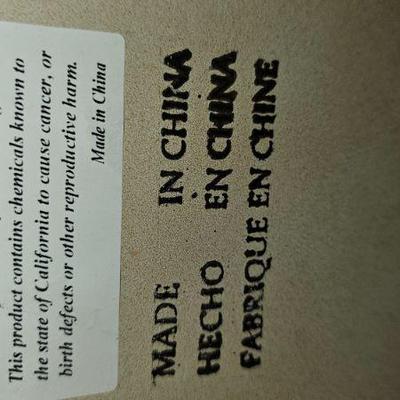 This product contains chemicals known to
the state of California to cause cancer, or
birth defects or other reproductive harm.
Made in China
MADE IN CHINA
HECHO EN CHINA
FABRIQUE EN CHINE